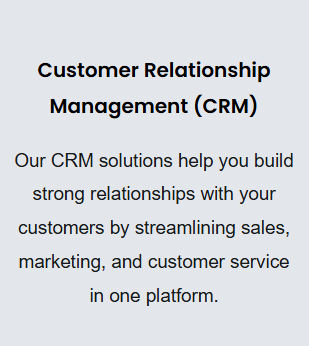 Customer Relationship
Management (CRM)
Our CRM solutions help you build
strong relationships with your
customers by streamlining sales,
marketing, and customer service
in one platform.